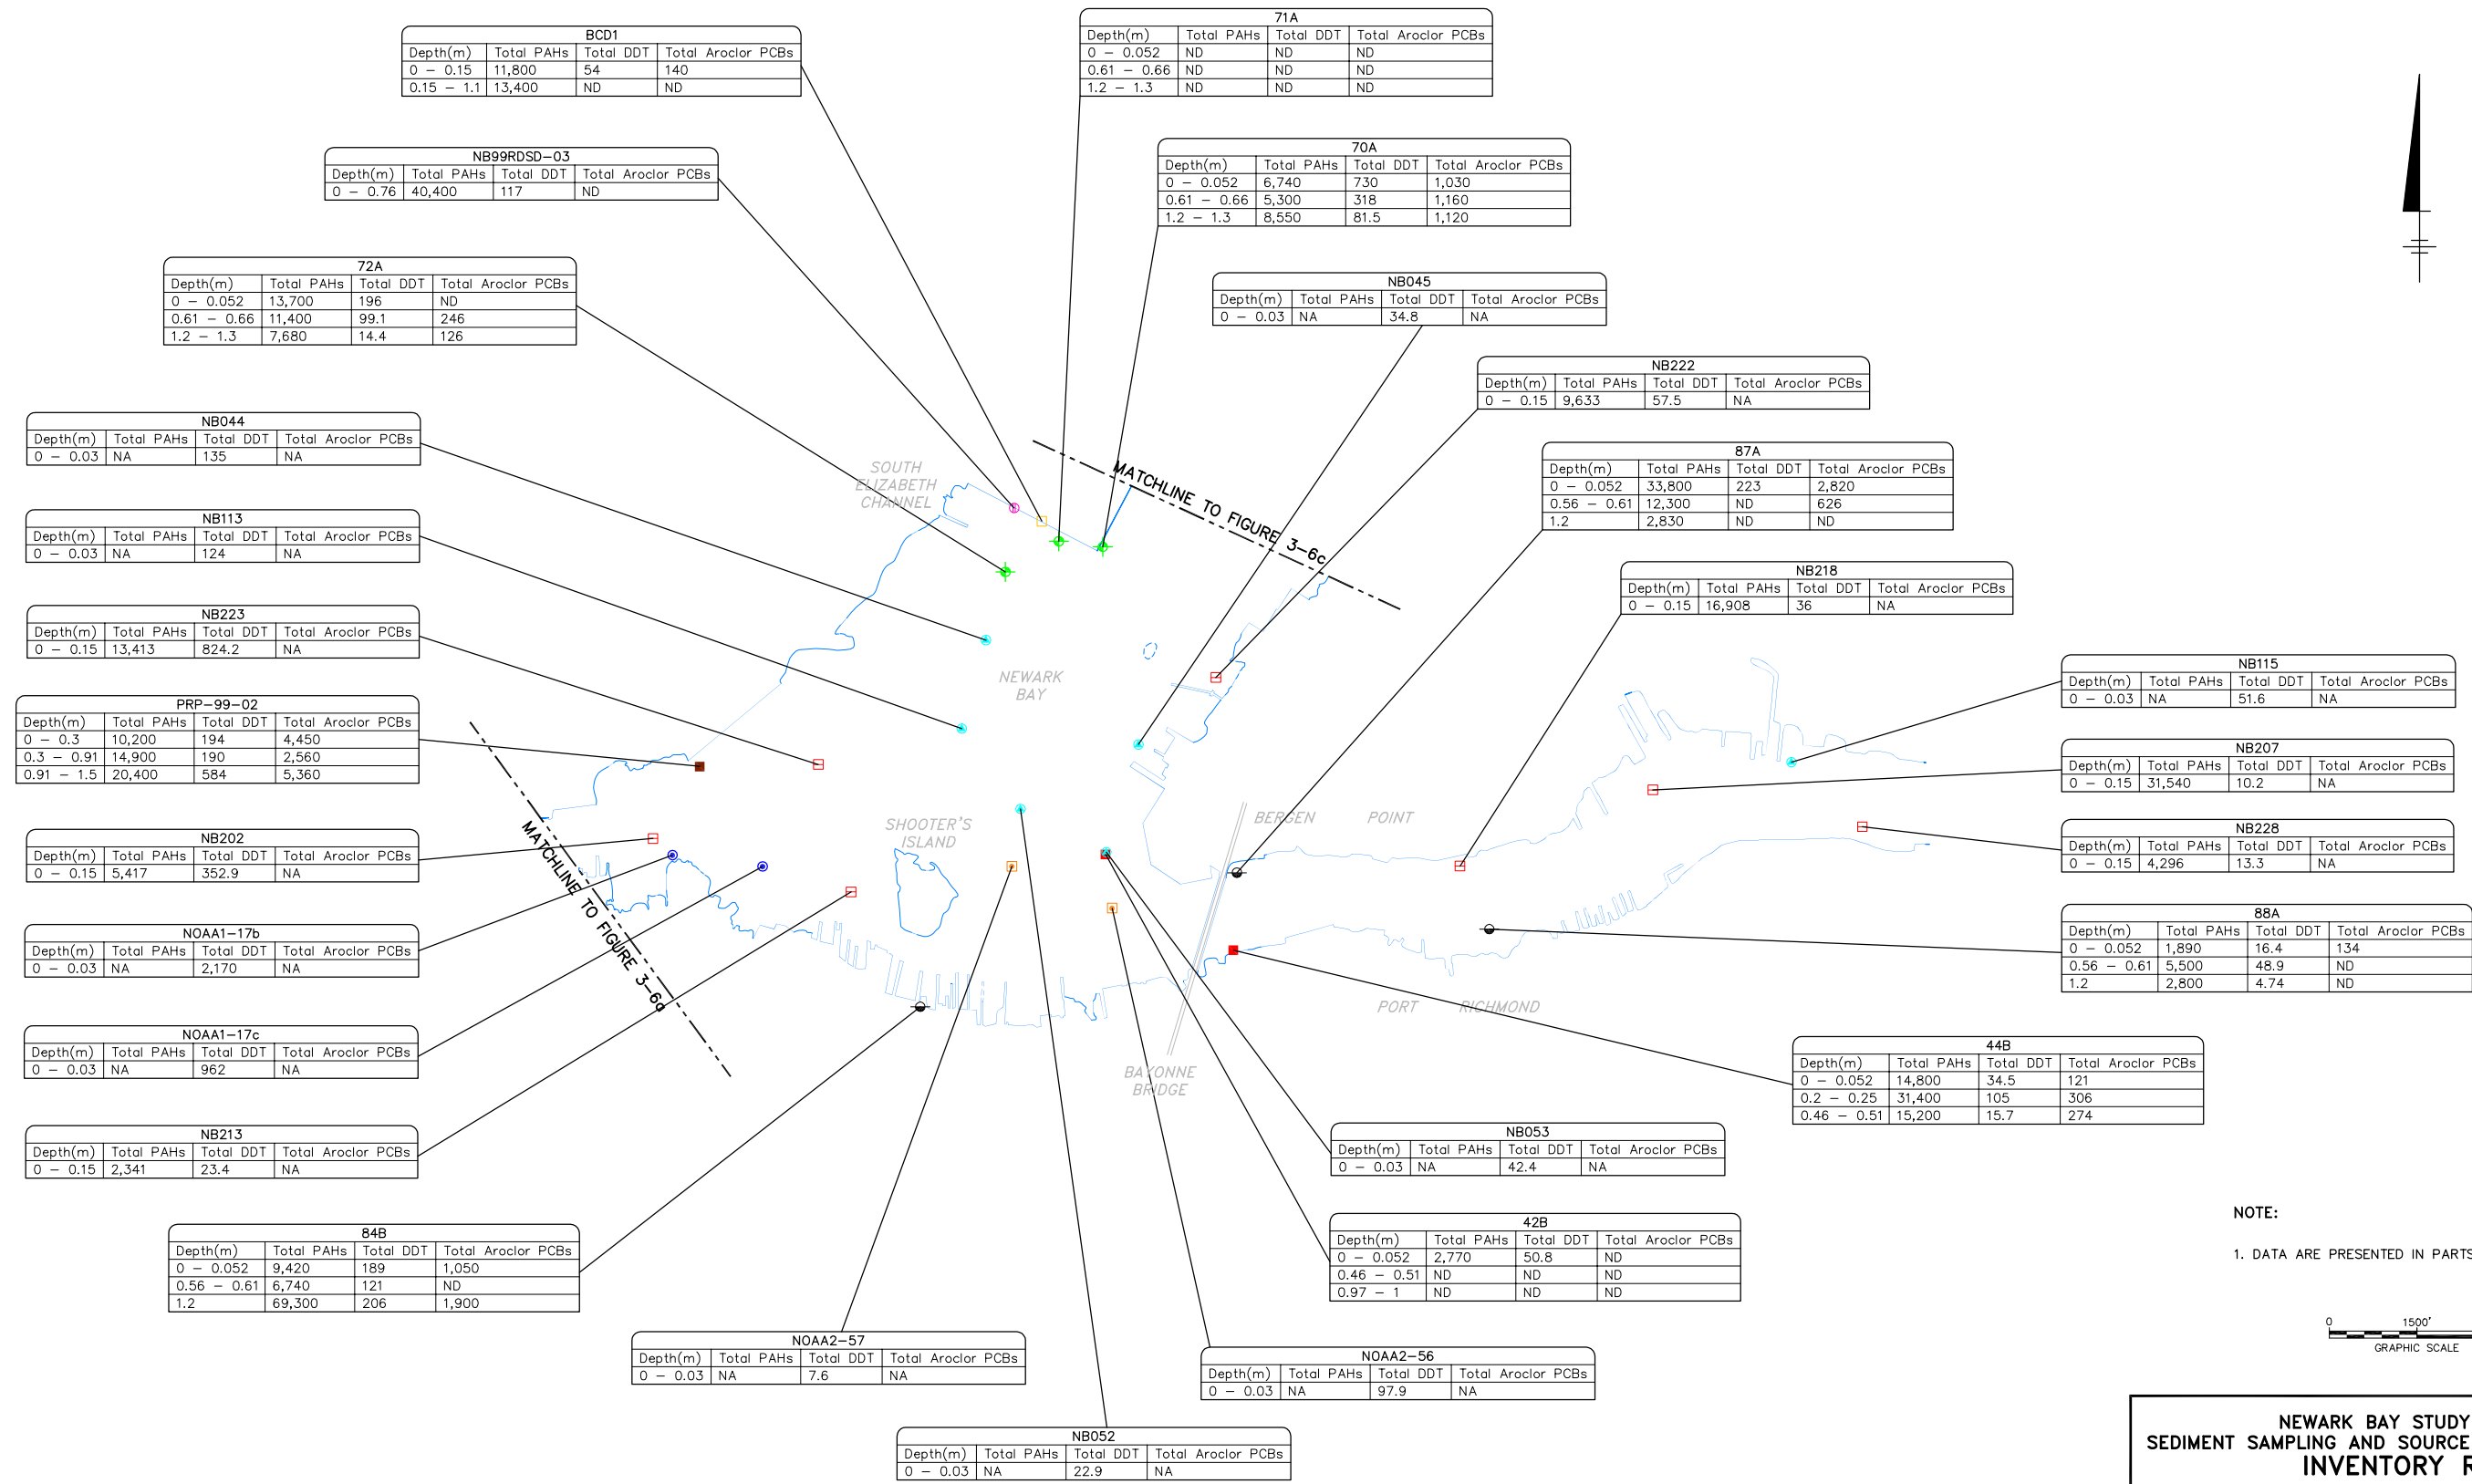 BCD1
Depth(m) Total PAHs Total DDT Total Aroclor PCBs
0 – 0.15 11,800 54 140
0.15 – 1.1 13,400 ND ND
71A
Depth(m) Total PAHs Total DDT Total Aroclor PCBs
0 – 0.052 ND ND ND
0.61 – 0.66 ND ND ND
1.2 – 1.3 ND ND ND
NB99RDSD–03
Depth(m) Total PAHs Total DDT Total Aroclor PCBs
0 – 0.76 40,400 117 ND
70A
Depth(m) Total PAHs Total DDT Total Aroclor PCBs
0 – 0.052 6,740 730 1,030
0.61 – 0.66 5,300 318 1,160
1.2 – 1.3 8,550 81.5 1,120
72A
Depth(m) Total PAHs Total DDT Total Aroclor PCBs
0 – 0.052 13,700 196 ND
0.61 – 0.66 11,400 99.1 246
1.2 – 1.3 7,680 14.4 126
NB045
Depth(m) Total PAHs Total DDT Total Aroclor PCBs
0 – 0.03 NA 34.8 NA
NB222
Depth(m) Total PAHs Total DDT Total Aroclor PCBs
0 – 0.15 9,633 57.5 NA
NB044
Depth(m) Total PAHs Total DDT Total Aroclor PCBs
0 – 0.03 NA 135 NA
87A
Depth(m) Total PAHs Total DDT Total Aroclor PCBs
0 – 0.052 33,800 223 2,820
0.56 – 0.61 12,300 ND 626
1.2 2,830 ND ND
SOUTH
ELIZABETH
CHANNEL
MATCHLINE TO FIGURE 3–6c
NB113
Depth(m) Total PAHs Total DDT Total Aroclor PCBs
0 – 0.03 NA 124 NA
NB218
Depth(m) Total PAHs Total DDT Total Aroclor PCBs
0 – 0.15 16,908 36 NA
NB223
Depth(m) Total PAHs Total DDT Total Aroclor PCBs
0 – 0.15 13,413 824.2 NA
NEWARK
BAY
NB115
Depth(m) Total PAHs Total DDT Total Aroclor PCBs
0 – 0.03 NA 51.6 NA
PRP–99–02
Depth(m) Total PAHs Total DDT Total Aroclor PCBs
0 – 0.3 10,200 194 4,450
0.3 – 0.91 14,900 190 2,560
0.91 – 1.5 20,400 584 5,360
NB207
Depth(m) Total PAHs Total DDT Total Aroclor PCBs
0 – 0.15 31,540 10.2 NA
SHOOTER'S
ISLAND
BERGEN POINT
NB202
Depth(m) Total PAHs Total DDT Total Aroclor PCBs
0 – 0.15 5,417 352.9 NA
MATCHLINE TO FIGURE 3–6d
NB228
Depth(m) Total PAHs Total DDT Total Aroclor PCBs
0 – 0.15 4,296 13.3 NA
NOAA1–17b
Depth(m) Total PAHs Total DDT Total Aroclor PCBs
0 – 0.03 NA 2,170 NA
88A
Depth(m) Total PAHs Total DDT Total Aroclor PCBs
0 – 0.052 1,890 16.4 134
0.56 – 0.61 5,500 48.9 ND
1.2 2,800 4.74 ND
PORT RICHMOND
NOAA1–17c
Depth(m) Total PAHs Total DDT Total Aroclor PCBs
0 – 0.03 NA 962 NA
BAYONNE
BRIDGE
44B
Depth(m) Total PAHs Total DDT Total Aroclor PCBs
0 – 0.052 14,800 34.5 121
0.2 – 0.25 31,400 105 306
0.46 – 0.51 15,200 15.7 274
NB213
Depth(m) Total PAHs Total DDT Total Aroclor PCBs
0 – 0.15 2,341 23.4 NA
NB053
Depth(m) Total PAHs Total DDT Total Aroclor PCBs
0 – 0.03 NA 42.4 NA
84B
Depth(m) Total PAHs Total DDT Total Aroclor PCBs
0 – 0.052 9,420 189 1,050
0.56 – 0.61 6,740 121 ND
1.2 69,300 206 1,900
42B
Depth(m) Total PAHs Total DDT Total Aroclor PCBs
0 – 0.052 2,770 50.8 ND
0.46 – 0.51 ND ND ND
0.97 – 1 ND ND ND
NOAA2–57
Depth(m) Total PAHs Total DDT Total Aroclor PCBs
0 – 0.03 NA 7.6 NA
NOAA2–56
Depth(m) Total PAHs Total DDT Total Aroclor PCBs
0 – 0.03 NA 97.9 NA
NB052
Depth(m) Total PAHs Total DDT Total Aroclor PCBs
0 – 0.03 NA 22.9 NA
NOTE:
1. DATA ARE PRESENTED IN PARTS
0 1500'
GRAPHIC SCALE
NEWARK BAY STUDY
SEDIMENT SAMPLING AND SOURCE
INVENTORY R